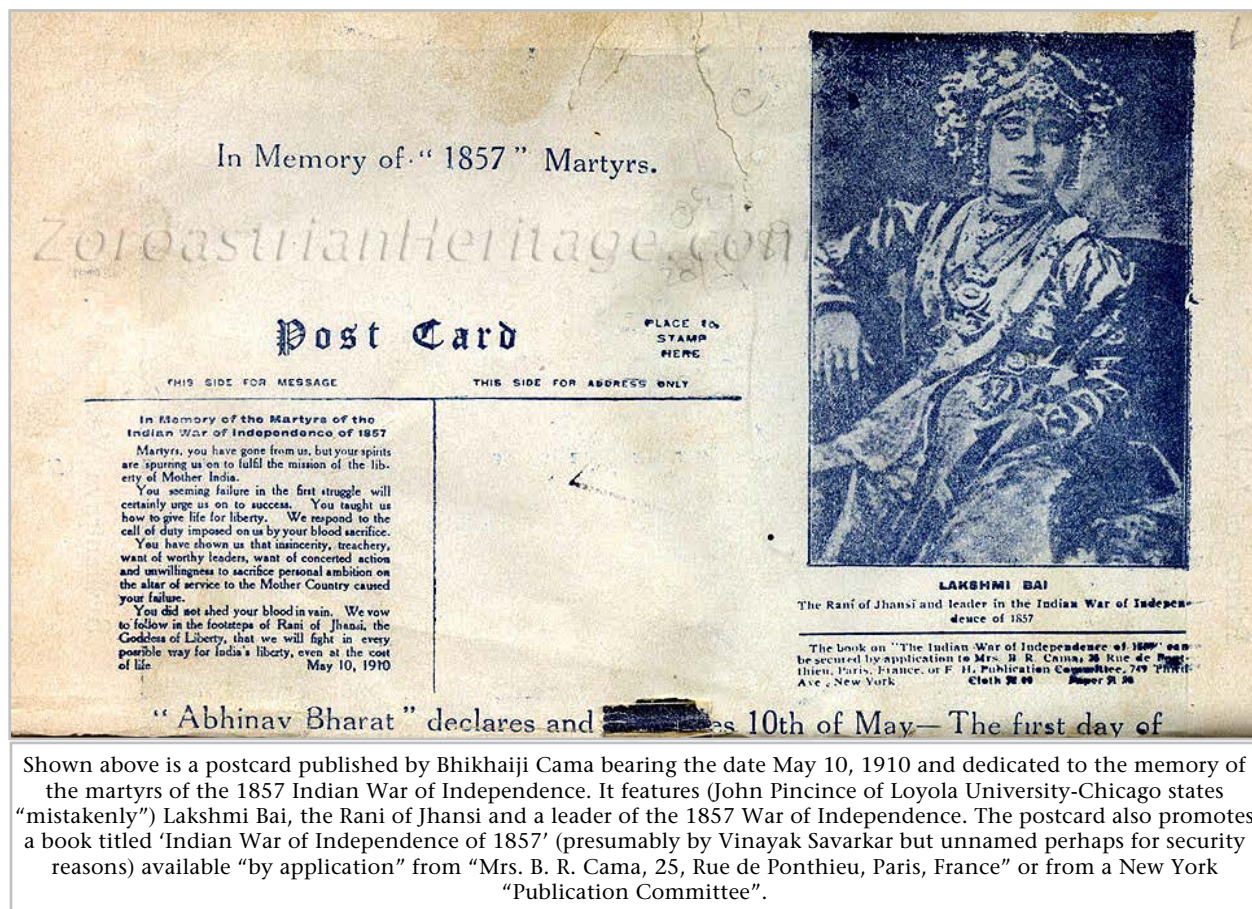 In Memory of "1857" Martyrs.
ZoroastrianHeritage.com
Post Card
PLACE
STAMP
HERE
THIS SIDE FOR MESSAGE
THIS SIDE FOR ADDRESS ONLY
In Memory of the Martyrs of the
Indian War of Independence of 1857
Martyrs, you have gone from us, but your spirits
are spurring us on to fulfil the mission of the lib-
erty of Mother India.
You seeming failure in the first struggle will
certainly urge us on to success. You taught us
how to give life for liberty. We respond to the
call of duty imposed on us by your blood sacrifice.
You have shown us that insincerity, treachery,
want of worthy leaders, want of concerted action
and unwillingness to sacrifice personal ambition on
the altar of service to the Mother Country caused
your failure.
You did not shed your blood in vain. We vow
to follow in the footsteps of Rani of Jhansi, the
Goddess of Liberty, that we will fight in every
possible way for India's liberty, even at the cost
of life May 10, 1910
LAKSHMI BAI
The Rani of Jhansi and leader in the Indian War of Indepen-
dence of 1857
The book on "The Indian War of Independence of can
be secured by application to Mrs. B R. Cama, Rue de Pon-
thieu, Paris, France, or F. H. Publication Committee, 749 Third
Ave., New York Cloth Paper
"Abhinav Bharat" declares and 10th of May— The first day of
Shown above is a postcard published by Bhikhaiji Cama bearing the date May 10, 1910 and dedicated to the memory of
the martyrs of the 1857 Indian War of Independence. It features (John Pincince of Loyola University-Chicago states
“mistakenly”) Lakshmi Bai, the Rani of Jhansi and a leader of the 1857 War of Independence. The postcard also promotes
a book titled ‘Indian War of Independence of 1857’ (presumably by Vinayak Savarkar but unnamed perhaps for security
reasons) available “by application” from “Mrs. B. R. Cama, 25, Rue de Ponthieu, Paris, France” or from a New York
“Publication Committee”.